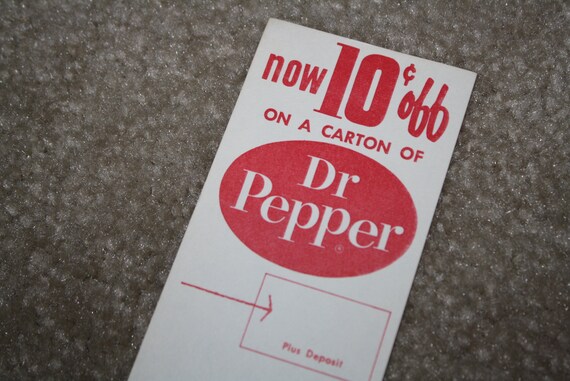 now 10¢ off
ON A CARTON OF
Dr
Pepper
®
Plus Deposit